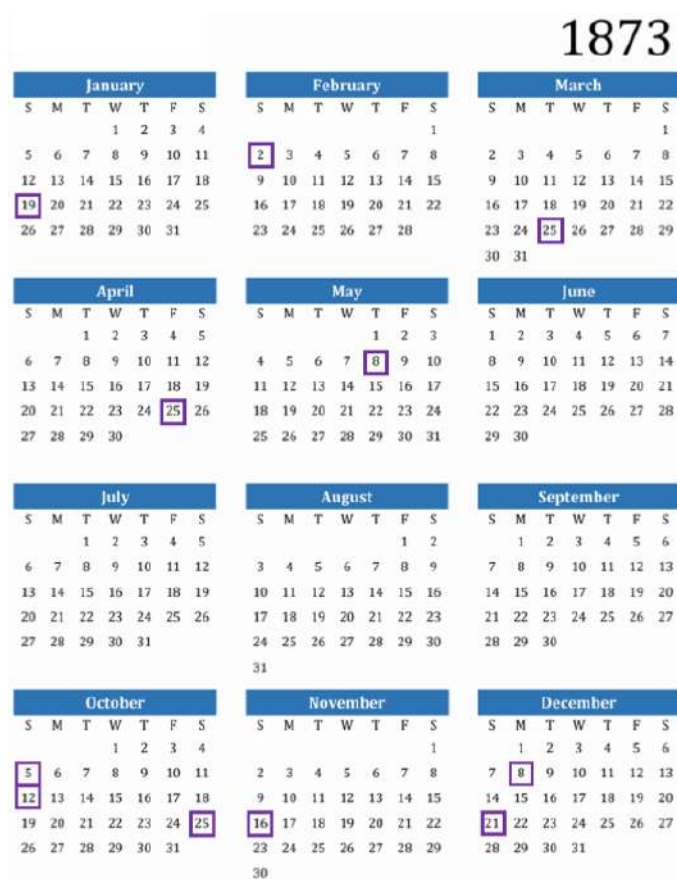 1873
January February March
S M T W T F S S M T W T F S S M T W T F S
1 2 3 4 1 1
5 6 7 8 9 10 11 2 3 4 5 6 7 8 2 3 4 5 6 7 8
12 13 14 15 16 17 18 9 10 11 12 13 14 15 9 10 11 12 13 14 15
19 20 21 22 23 24 25 16 17 18 19 20 21 22 16 17 18 19 20 21 22
26 27 28 29 30 31 23 24 25 26 27 28 23 24 25 26 27 28 29
30 31
April May June
S M T W T F S S M T W T F S S M T W T F S
1 2 3 4 5 1 2 3 1 2 3 4 5 6 7
6 7 8 9 10 11 12 4 5 6 7 8 9 10 8 9 10 11 12 13 14
13 14 15 16 17 18 19 11 12 13 14 15 16 17 15 16 17 18 19 20 21
20 21 22 23 24 25 26 18 19 20 21 22 23 24 22 23 24 25 26 27 28
27 28 29 30 25 26 27 28 29 30 31 29 30
July August September
S M T W T F S S M T W T F S S M T W T F S
1 2 3 4 5 1 2 1 2 3 4 5 6
6 7 8 9 10 11 12 3 4 5 6 7 8 9 7 8 9 10 11 12 13
13 14 15 16 17 18 19 10 11 12 13 14 15 16 14 15 16 17 18 19 20
20 21 22 23 24 25 26 17 18 19 20 21 22 23 21 22 23 24 25 26 27
27 28 29 30 31 24 25 26 27 28 29 30 28 29 30
31
October November December
S M T W T F S S M T W T F S S M T W T F S
1 2 3 4 1 1 2 3 4 5 6
5 6 7 8 9 10 11 2 3 4 5 6 7 8 7 8 9 10 11 12 13
12 13 14 15 16 17 18 9 10 11 12 13 14 15 14 15 16 17 18 19 20
19 20 21 22 23 24 25 16 17 18 19 20 21 22 21 22 23 24 25 26 27
26 27 28 29 30 31 23 24 25 26 27 28 29 28 29 30 31
30